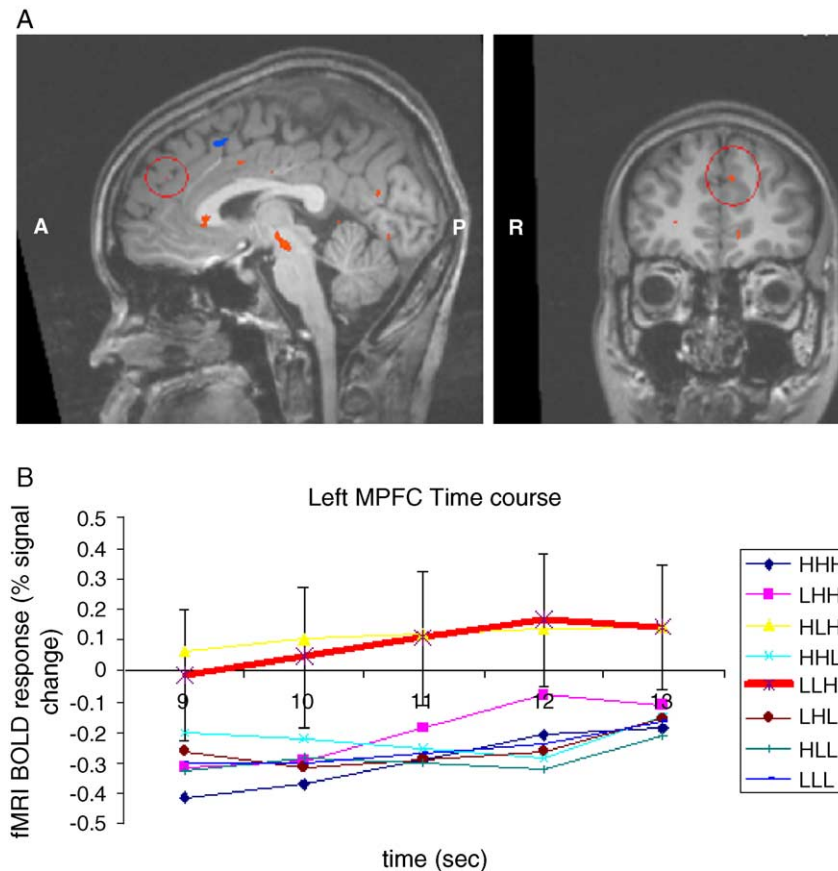 A
A
P
R
B
Left MPFC Time course
fMRI BOLD response (% signal
change)
0.5
0.4
0.3
0.2
0.1
0
-0.1
-0.2
-0.3
-0.4
-0.5
9
10
11
12
13
time (sec)
HHH
LHH
HLH
HHL
LLH
LHL
HLL
LLL